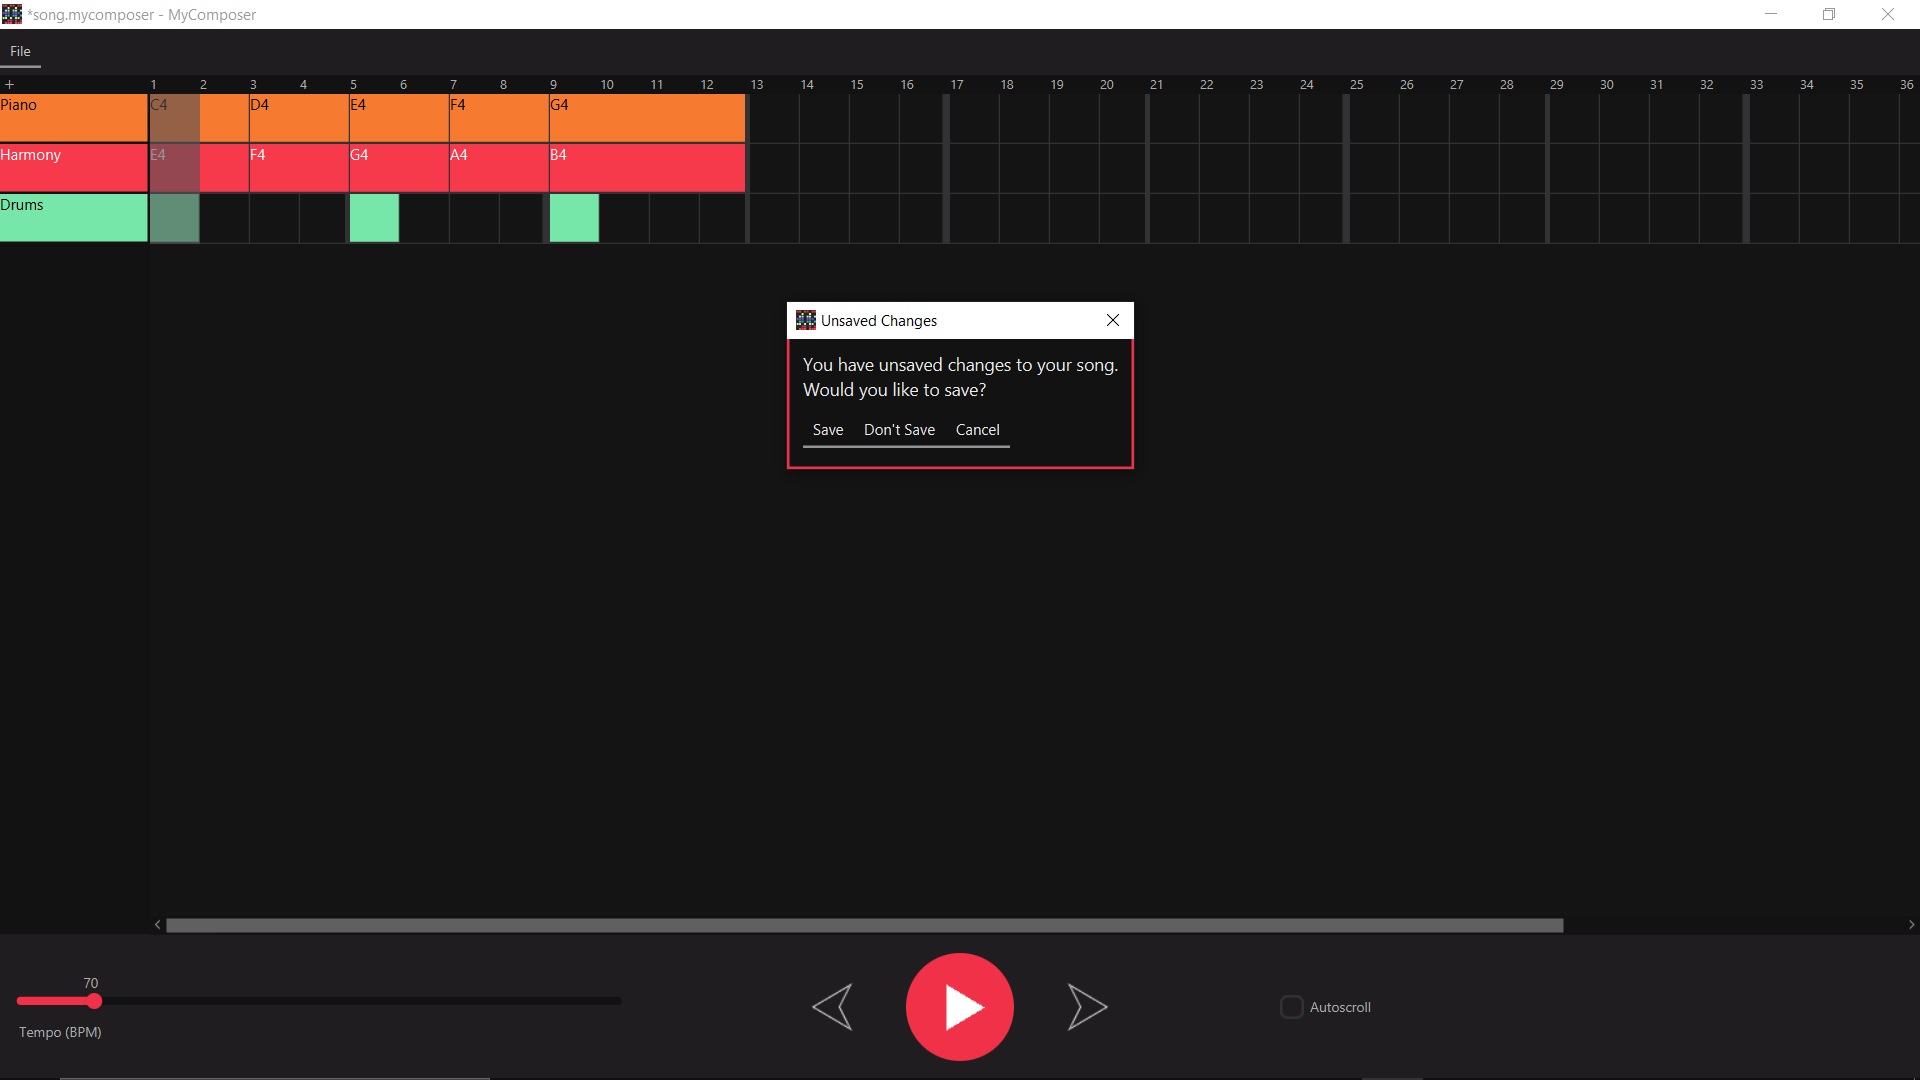 *song.mycomposer - MyComposer
File
+ 1 2 3 4 5 6 7 8 9 10 11 12 13 14 15 16 17 18 19 20 21 22 23 24 25 26 27 28 29 30 31 32 33 34 35 36
Piano C4 D4 E4 F4 G4
Harmony E4 F4 G4 A4 B4
Drums
Unsaved Changes
You have unsaved changes to your song.
Would you like to save?
Save Don't Save Cancel
70
Tempo (BPM)
Autoscroll